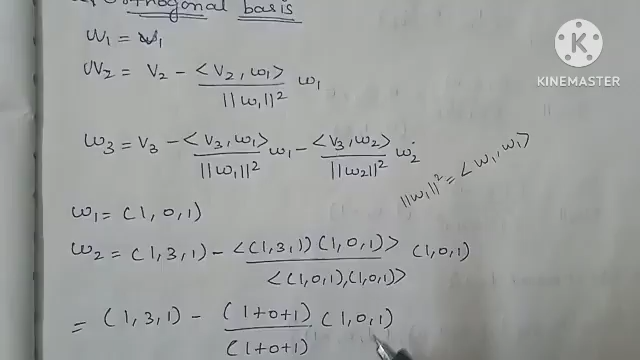 Orthogonal basis
K
KINEMASTER
w₁ = v₁
w₂ = v₂ - <v₂, w₁> / ||w₁||² w₁
w₃ = v₃ - <v₃, w₁> / ||w₁||² w₁ - <v₃, w₂> / ||w₂||² w₂
||w₁||² = <w₁, w₁>
w₁ = (1, 0, 1)
w₂ = (1, 3, 1) - <(1, 3, 1) (1, 0, 1)> / <(1, 0, 1), (1, 0, 1)> (1, 0, 1)
= (1, 3, 1) - (1+0+1) / (1+0+1) (1, 0, 1)